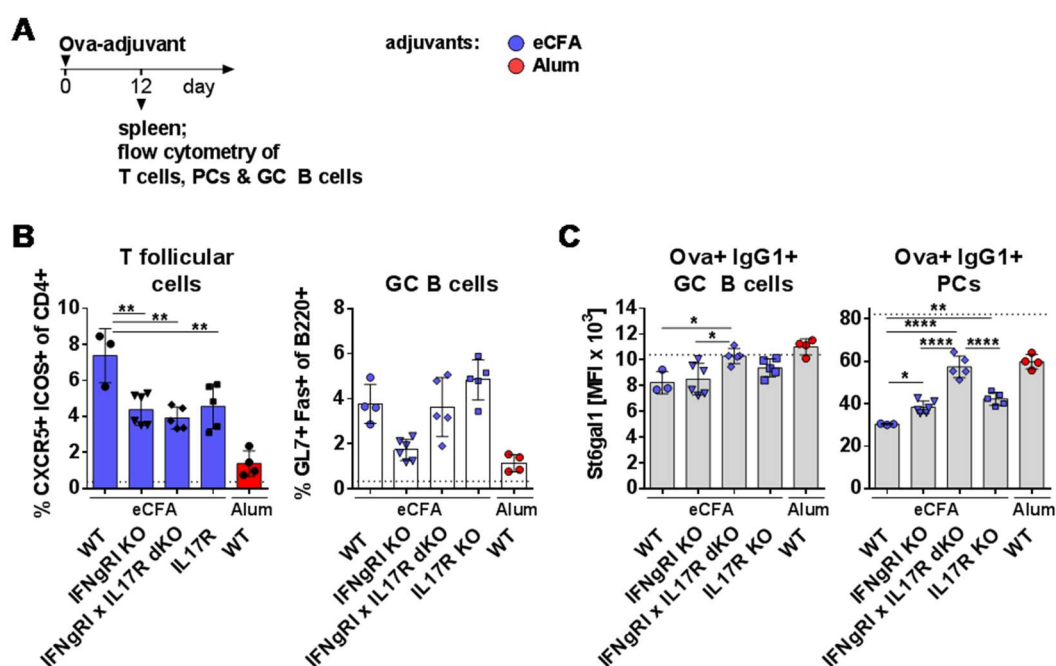 A
Ova-adjuvant
0 12 day
spleen;
flow cytometry of
T cells, PCs & GC B cells
adjuvants: eCFA
Alum
B
T follicular
cells
% CXCR5+ ICOS+ of CD4+
10
8
6
4
2
0
**
**
**
eCFA Alum
WT
IFNgRI KO
IFNgRI x IL17R dKO
IL17R
WT
GC B cells
% GL7+ Fas+ of B220+
8
6
4
2
0
eCFA Alum
WT
IFNgRI KO
IFNgRI x IL17R dKO
IL17R KO
WT
C
Ova+ IgG1+
GC B cells
St6gal1 [MFI x 10³]
14
12
10
8
6
4
2
0
*
*
eCFA Alum
WT
IFNgRI KO
IFNgRI x IL17R dKO
IL17R KO
WT
Ova+ IgG1+
PCs
80
60
40
20
0
**
****
**** ****
*
eCFA Alum
WT
IFNgRI KO
IFNgRI x IL17R dKO
IL17R KO
WT